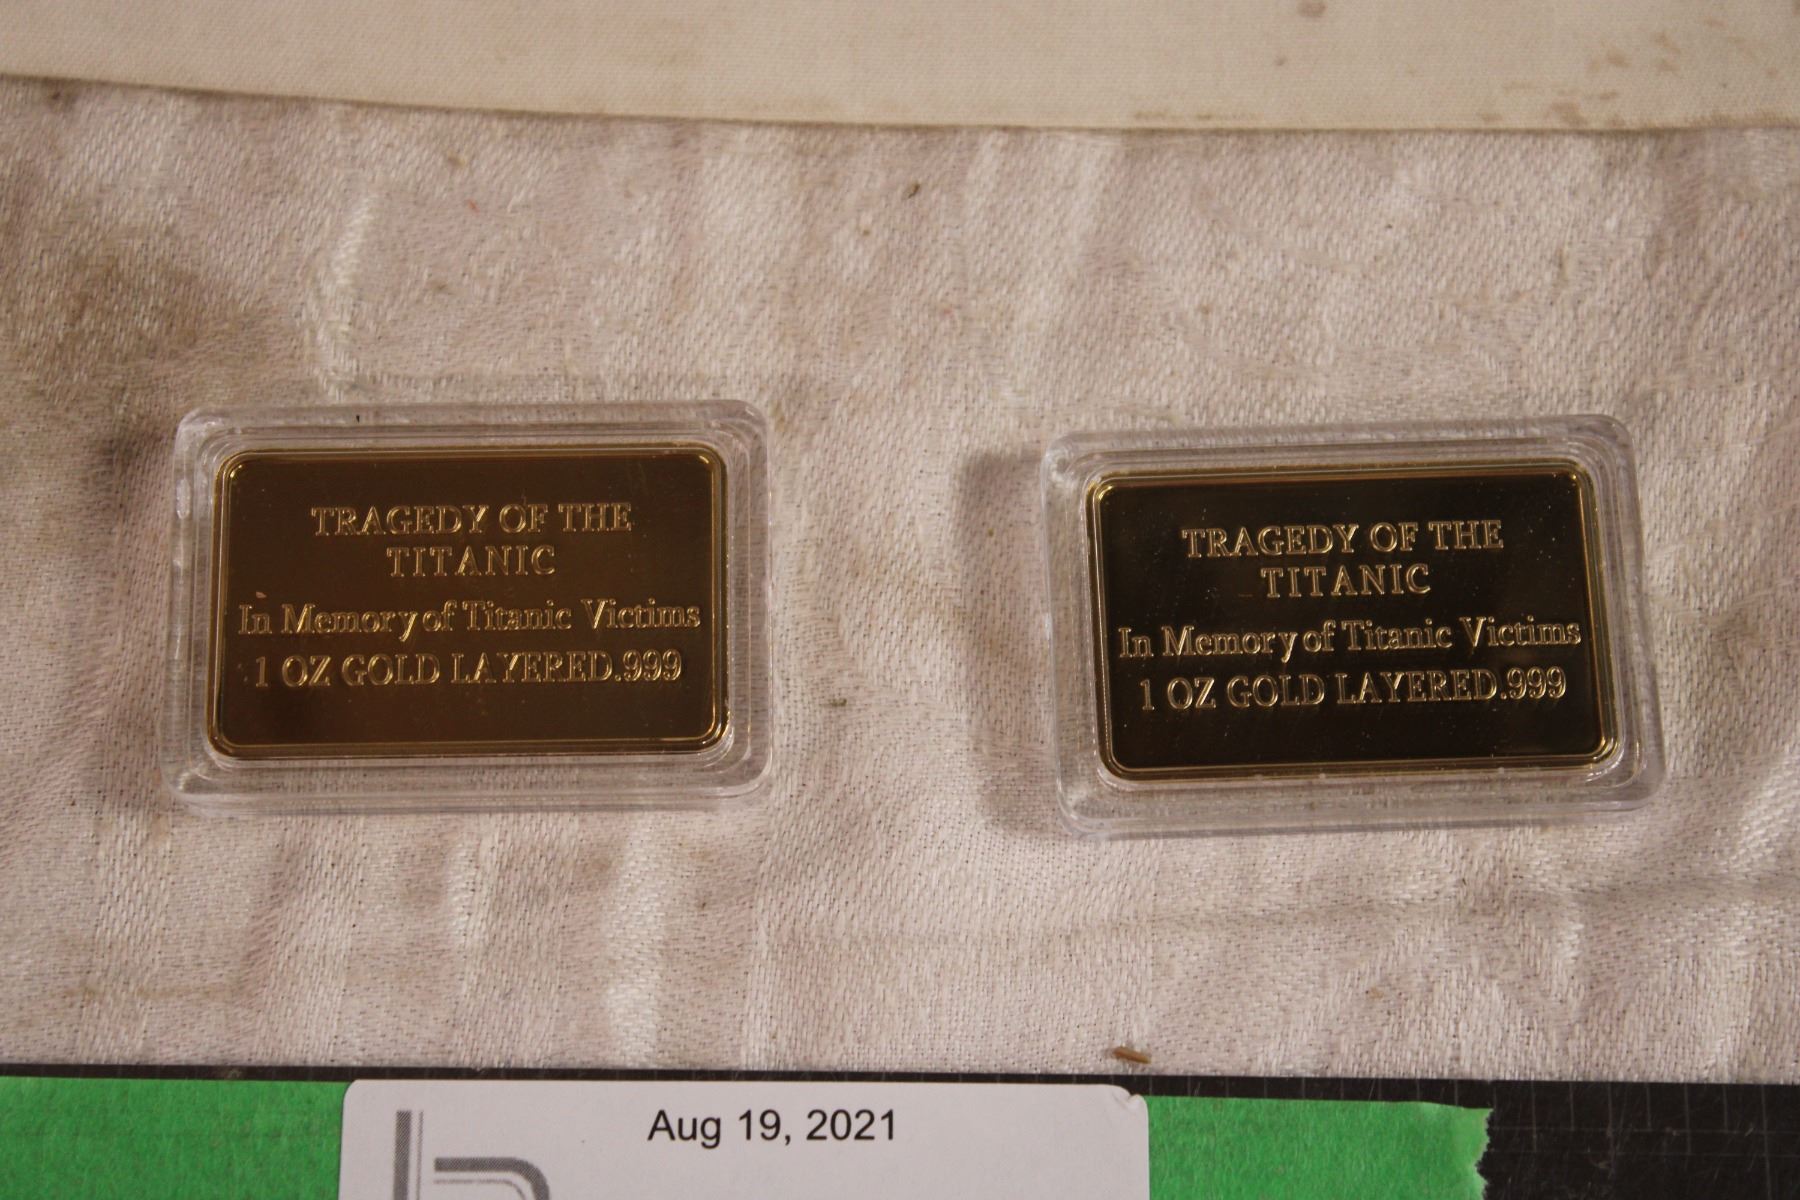 TRAGEDY OF THE
TITANIC
In Memory of Titanic Victims
1 OZ GOLD LAYERED.999
TRAGEDY OF THE
TITANIC
In Memory of Titanic Victims
1 OZ GOLD LAYERED.999
Aug 19, 2021